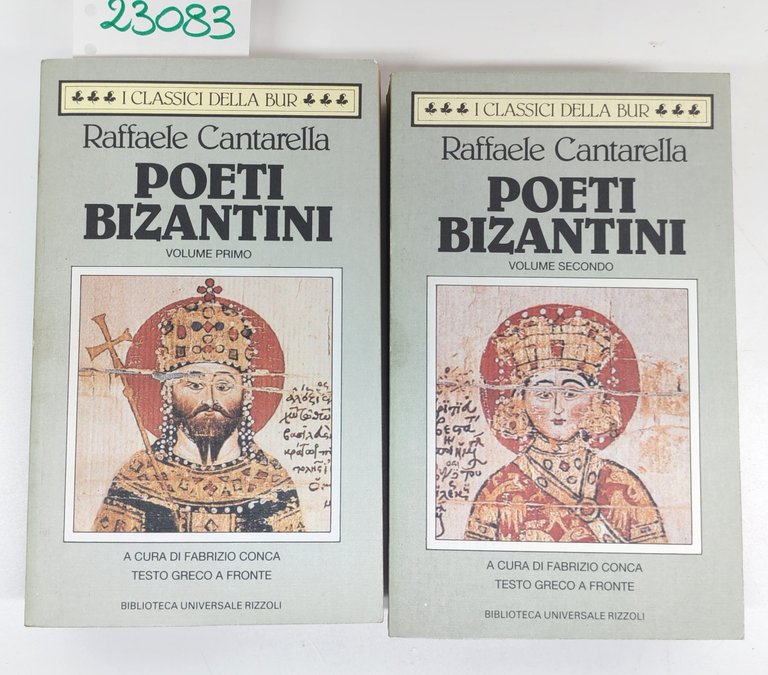 23083
I CLASSICI DELLA BUR
Raffaele Cantarella
POETI
BIZANTINI
VOLUME PRIMO
A CURA DI FABRIZIO CONCA
TESTO GRECO A FRONTE
BIBLIOTECA UNIVERSALE RIZZOLI
I CLASSICI DELLA BUR
Raffaele Cantarella
POETI
BIZANTINI
VOLUME SECONDO
A CURA DI FABRIZIO CONCA
TESTO GRECO A FRONTE
BIBLIOTECA UNIVERSALE RIZZOLI